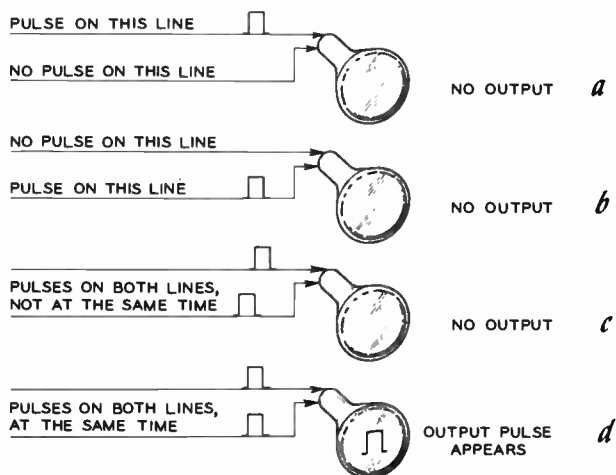 PULSE ON THIS LINE
NO PULSE ON THIS LINE
NO OUTPUT a
NO PULSE ON THIS LINE
PULSE ON THIS LINE
NO OUTPUT b
PULSES ON BOTH LINES,
NOT AT THE SAME TIME
NO OUTPUT c
PULSES ON BOTH LINES,
AT THE SAME TIME
OUTPUT PULSE
APPEARS d